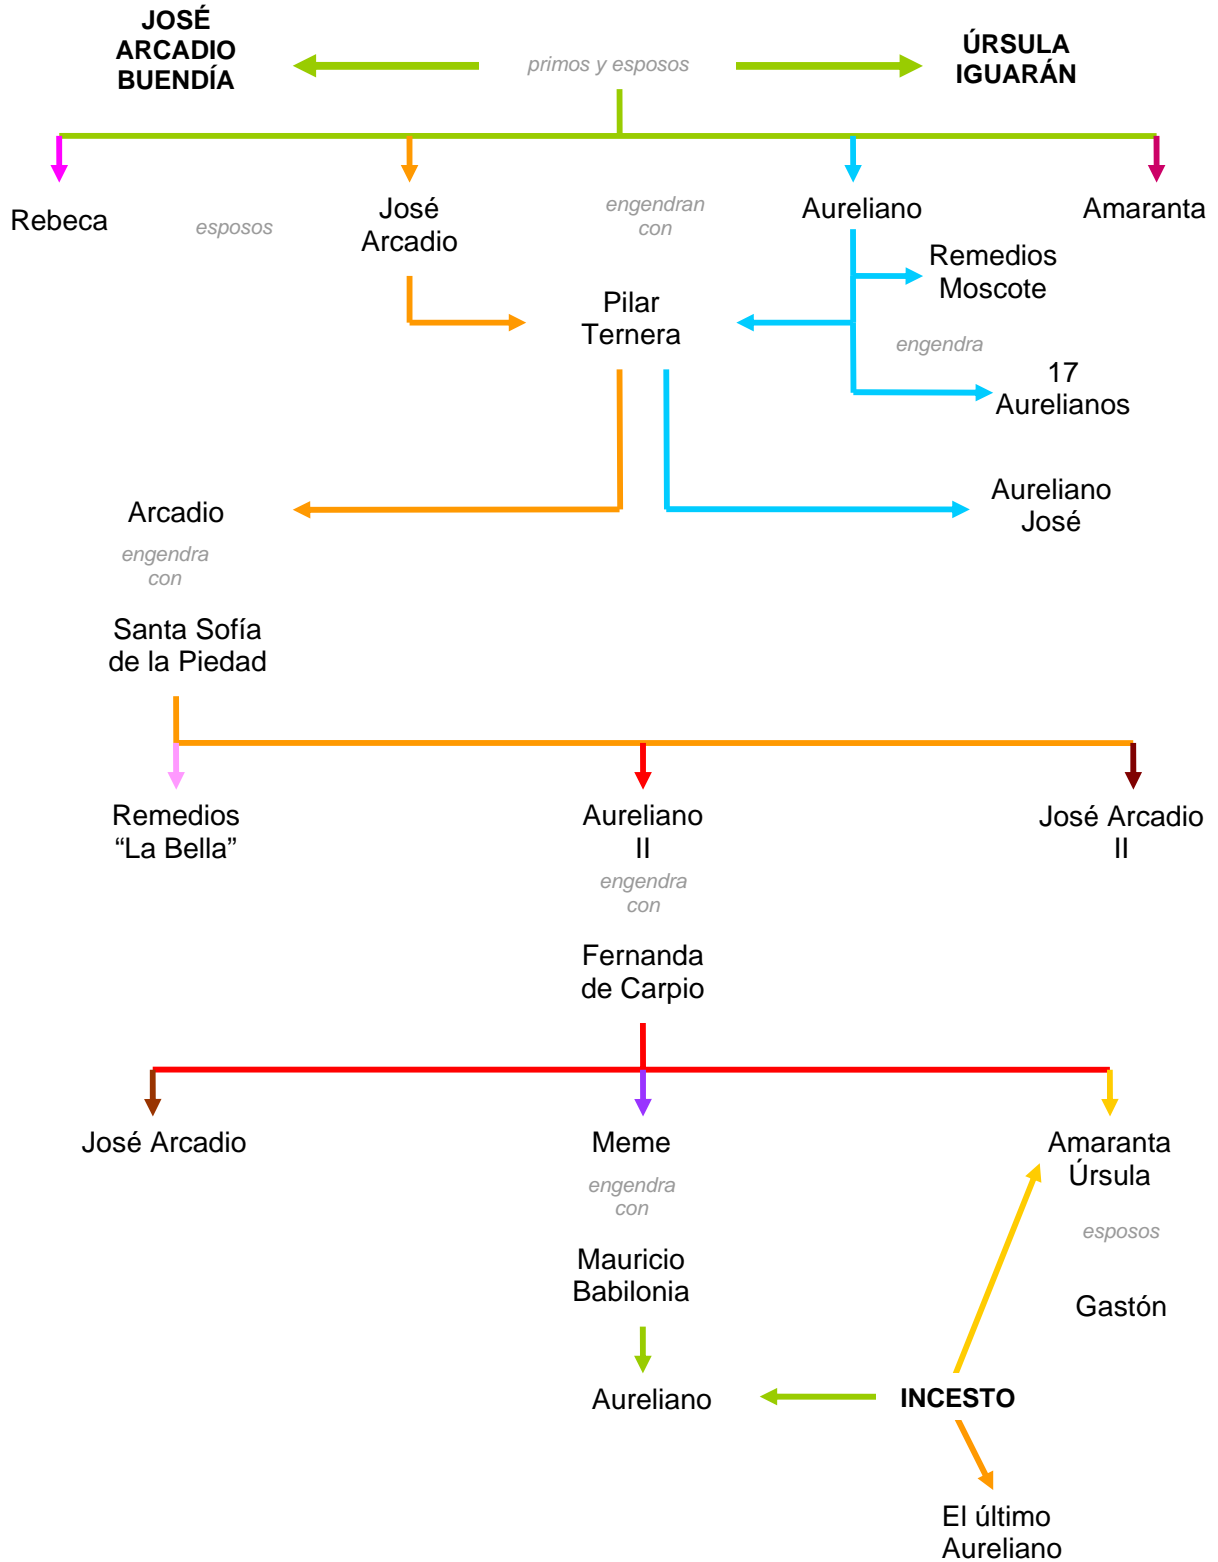 JOSÉ
ARCADIO
BUENDÍA
primos y esposos
ÚRSULA
IGUARÁN
Rebeca
esposos
José
Arcadio
engendran
con
Aureliano
Amaranta
Remedios
Moscote
Pilar
Ternera
engendra
17
Aurelianos
Arcadio
Aureliano
José
engendra
con
Santa Sofía
de la Piedad
Remedios
“La Bella”
Aureliano
II
José Arcadio
II
engendra
con
Fernanda
de Carpio
José Arcadio
Meme
Amaranta
Úrsula
engendra
con
esposos
Mauricio
Babilonia
Gastón
Aureliano
INCESTO
El último
Aureliano